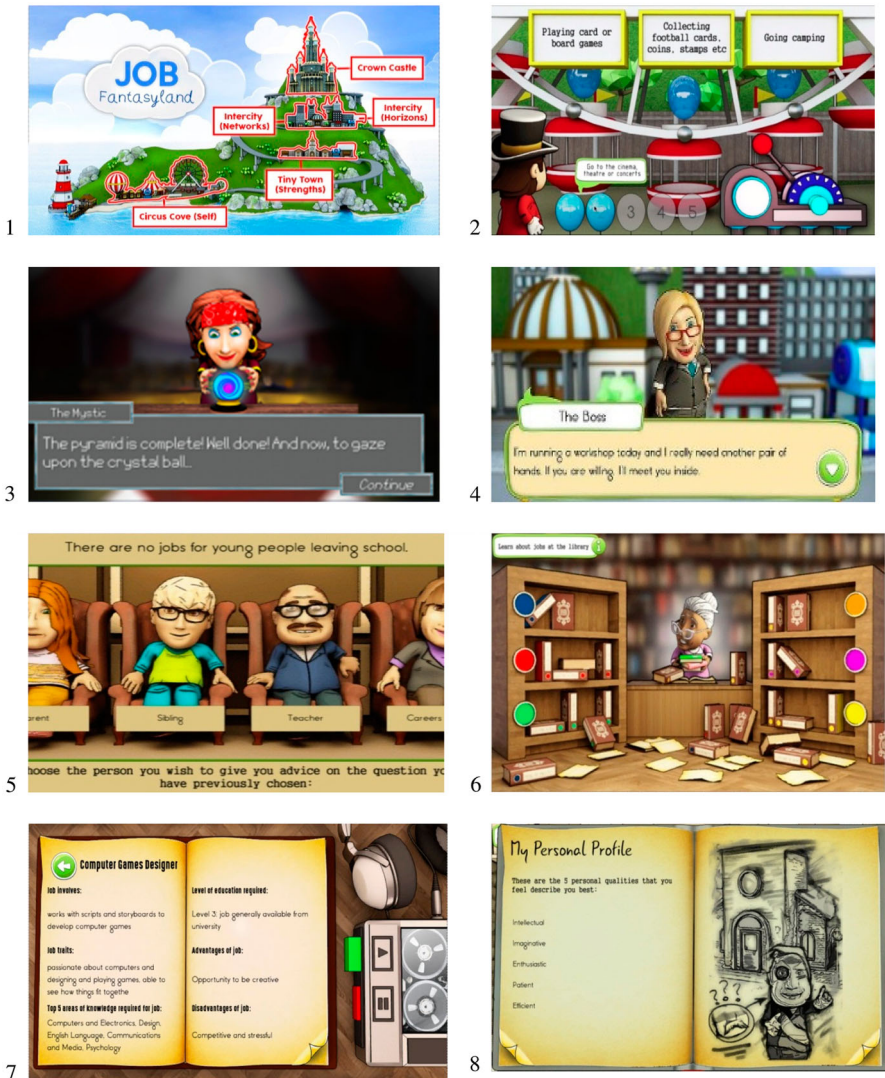 JOB
Fantasyland
Crown Castle
Intercity
(Networks)
Intercity
(Horizons)
Tiny Town
(Strengths)
Circus Cove (Self)
1
Playing card or
board games
Collecting
football cards,
coins, stamps etc
Going camping
Go to the cinema,
theatre or concerts
3 4 5
2
The Mystic
The pyramid is complete! Well done! And now, to gaze
upon the crystal ball...
Continue
3
The Boss
I'm running a workshop today and I really need another pair of
hands. If you are willing, I'll meet you inside.
4
There are no jobs for young people leaving school.
arent
Sibling
Teacher
Careers
hoose the person you wish to give you advice on the question yo
have previously chosen:
5
Learn about jobs at the library
6
Computer Games Designer
Job involves:
works with scripts and storyboards to
develop computer games
Job traits:
passionate about computers and
designing and playing games, able to
see how things fit togethe
Top 5 areas of knowledge required for job:
Computers and Electronics, Design,
English Language, Communications
and Media, Psychology
Level of education required:
Level 3: job generally available from
university
Advantages of job:
Opportunity to be creative
Disadvantages of job:
Competitive and stressful
7
My Personal Profile
These are the 5 personal qualities that you
feel describe you best:
Intellectual
Imaginative
Enthusiastic
Patient
Efficient
???
8